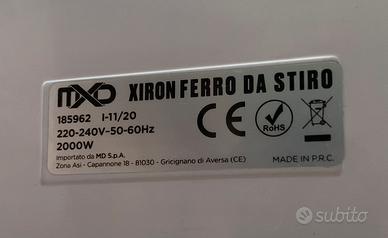 MXD XIRON FERRO DA STIRO
185962 I-11/20
220-240V~50-60Hz
2000W
CE
RoHS
Importato da MD S.p.A.
Zona Asi - Capannone 18 - 81030 - Gricignano di Aversa (CE)
MADE IN P.R.C.
subito